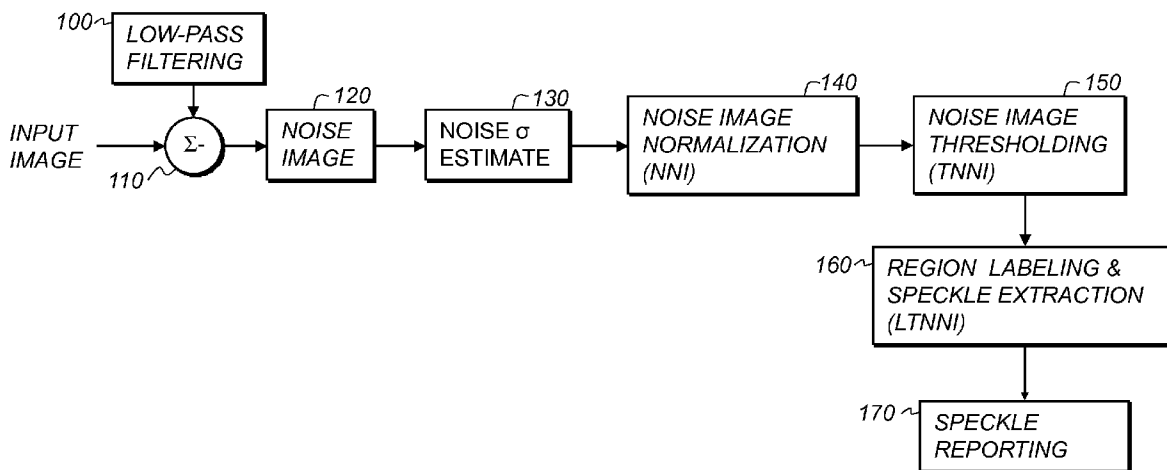 100
LOW-PASS
FILTERING
INPUT
IMAGE
Σ-
110
120
NOISE
IMAGE
130
NOISE σ
ESTIMATE
140
NOISE IMAGE
NORMALIZATION
(NNI)
150
NOISE IMAGE
THRESHOLDING
(TNNI)
160
REGION LABELING &
SPECKLE EXTRACTION
(LTNNI)
170
SPECKLE
REPORTING